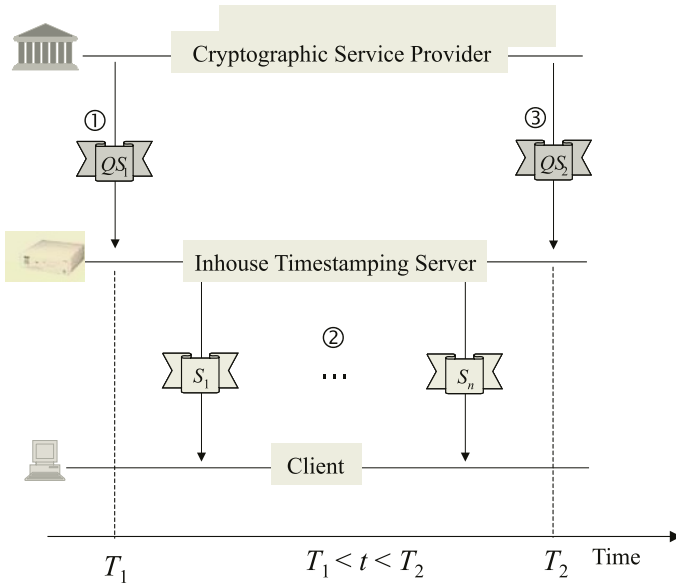 Cryptographic Service Provider
① ③
QS₁ QS₂
Inhouse Timestamping Server
②
S₁ ... Sₙ
Client
T₁ T₁ < t < T₂ T₂ Time